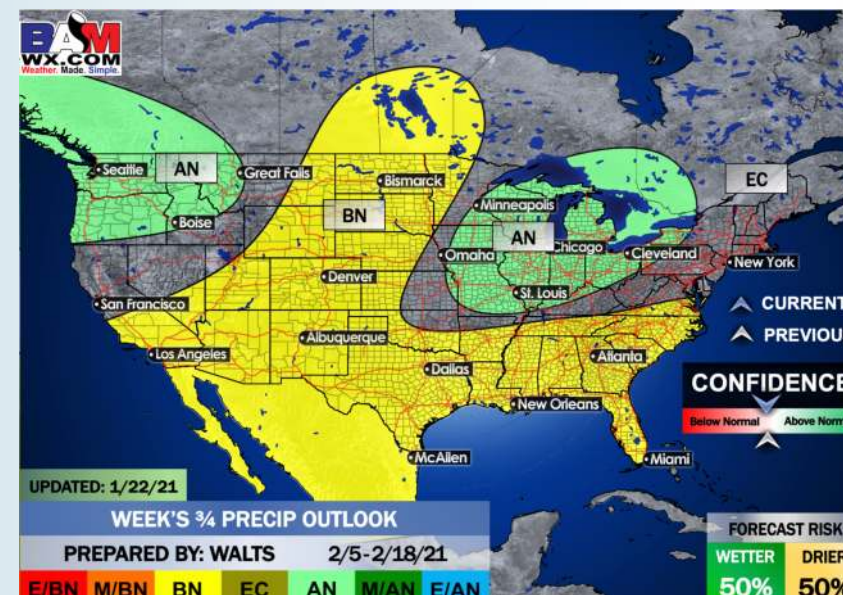 BAM
WX.COM
Weather. Made. Simple.
Seattle
AN
Great Falls
Boise
Bismarck
BN
Minneapolis
AN
EC
Omaha
Chicago
Cleveland
New York
Denver
St. Louis
San Francisco
CURRENT
PREVIOU
Los Angeles
Albuquerque
Dallas
Atlanta
CONFIDENCE
Below Normal Above Norm
New Orleans
McAllen
Miami
UPDATED: 1/22/21
WEEK'S ¾ PRECIP OUTLOOK
PREPARED BY: WALTS 2/5-2/18/21
E/BN M/BN BN EC AN M/AN E/AN
FORECAST RISK
WETTER DRIER
50% 50%